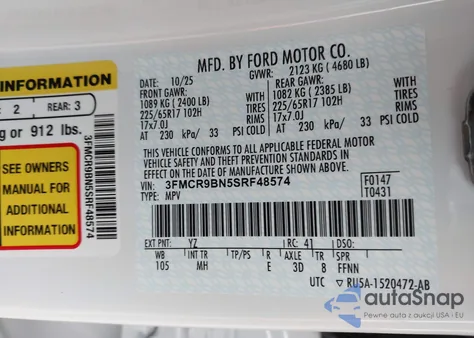 INFORMATION
2 REAR: 3
g or 912 lbs.
SEE OWNERS
MANUAL FOR
ADDITIONAL
INFORMATION
3FMCR9BN5SRF48574
MFD. BY FORD MOTOR CO.
10/25 GVWR: 2123 KG ( 4680 LB)
FRONT GAWR: REAR GAWR:
1089 KG ( 2400 LB) WITH 1082 KG ( 2385 LB) WITH
225/65R17 102H TIRES 225/65R17 102H TIRES
17x7.0J RIMS 17x7.0J RIMS
AT 230 kPa/ 33 PSI COLD AT 230 kPa/ 33 PSI COLD
THIS VEHICLE CONFORMS TO ALL APPLICABLE FEDERAL MOTOR
VEHICLE SAFETY AND THEFT PREVENTION STANDARDS IN
EFFECT ON THE DATE OF MANUFACTURE SHOWN ABOVE.
VIN: 3FMCR9BN5SRF48574 F0147
TYPE: MPV T0431
EXT PNT: YZ RC: 41 DSO:
WB INT TR TP/PS R AXLE TR SPR
105 MH E 3D 8 FFNN
UTC RU5A-1520472-AB
autoSnap
Pewne auta z aukcji USA i EU